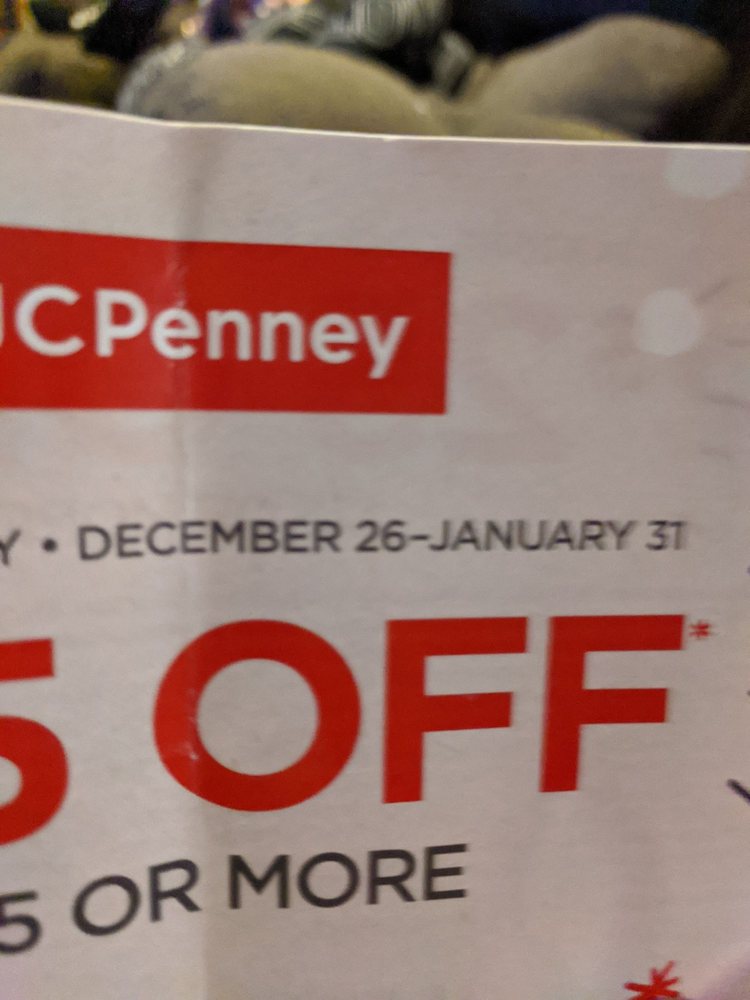 JCPenney
Y • DECEMBER 26–JANUARY 31
5 OFF*
5 OR MORE